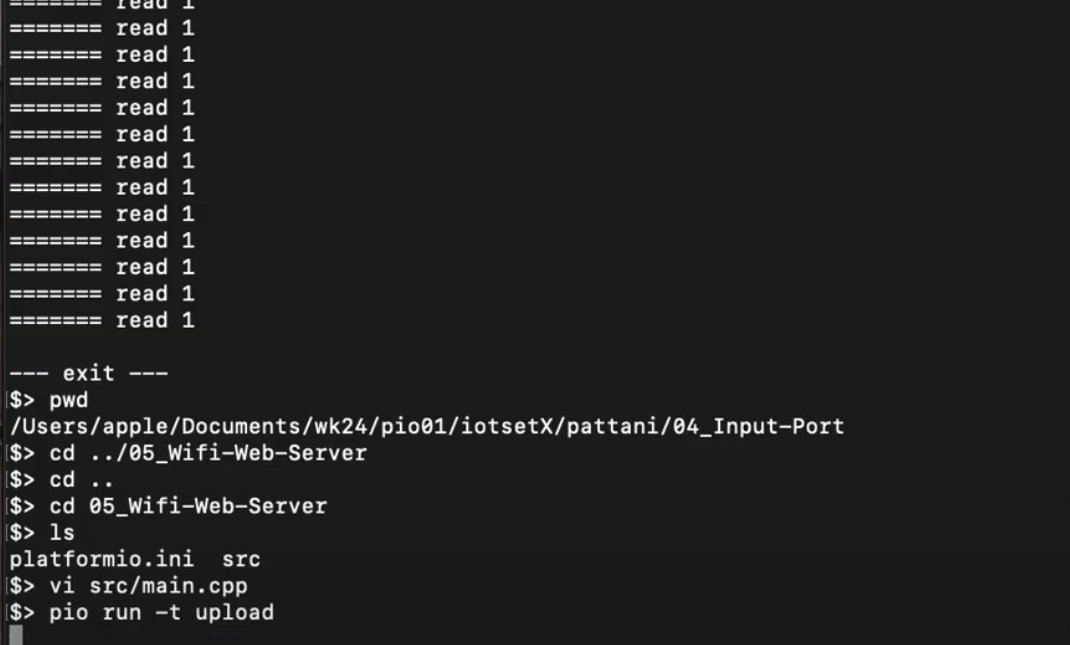 ======= read 1
======= read 1
======= read 1
======= read 1
======= read 1
======= read 1
======= read 1
======= read 1
======= read 1
======= read 1
======= read 1
======= read 1
======= read 1
--- exit ---
$> pwd
/Users/apple/Documents/wk24/pio01/iotsetX/pattani/04_Input-Port
$> cd ../05_Wifi-Web-Server
$> cd ..
$> cd 05_Wifi-Web-Server
$> ls
platformio.ini  src
$> vi src/main.cpp
$> pio run -t upload